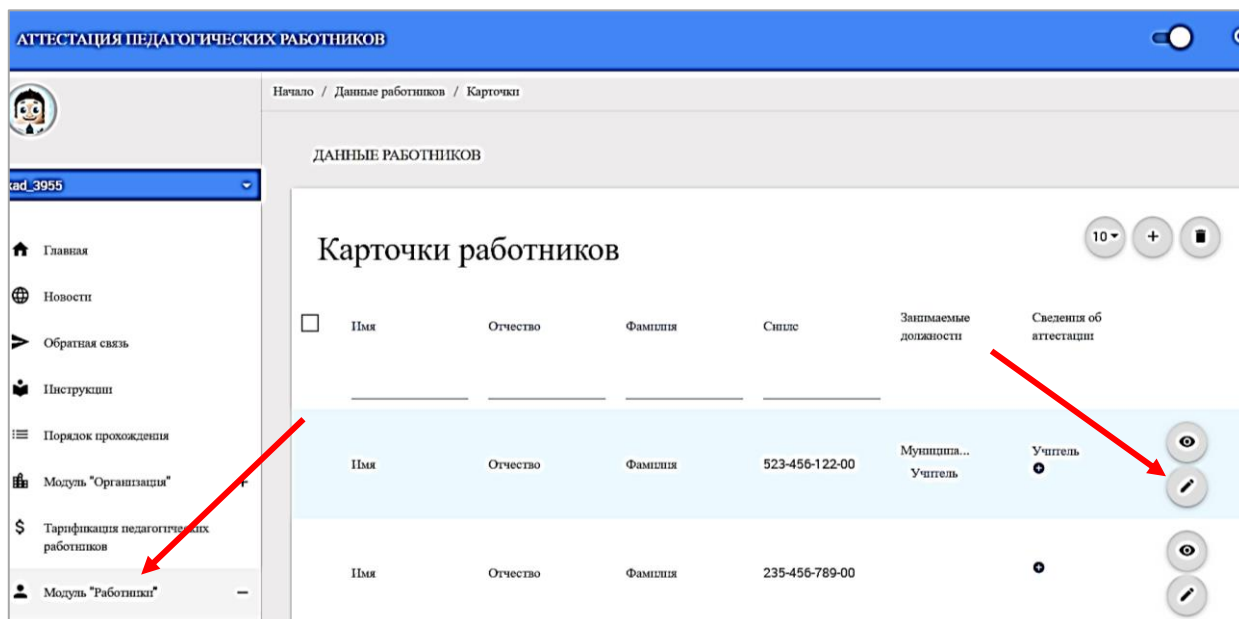 АТТЕСТАЦИЯ ПЕДАГОГИЧЕСКИХ РАБОТНИКОВ
Начало / Данные работников / Карточки
ДАННЫЕ РАБОТНИКОВ
kad_3955
Главная
Новости
Обратная связь
Инструкции
Порядок прохождения
Модуль "Организация" +
Тарификация педагогических
работников
Модуль "Работники" −
Карточки работников
10 +
Имя Отчество Фамилия Снилс Занимаемые должности Сведения об аттестации
Имя Отчество Фамилия 523-456-122-00 Муниципа... Учитель
Учитель
Имя Отчество Фамилия 235-456-789-00